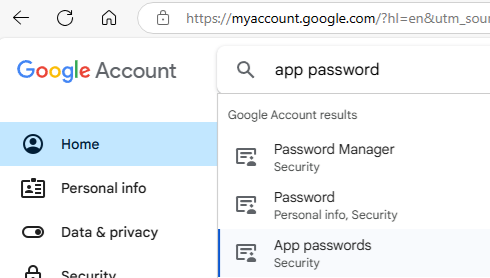 https://myaccount.google.com/?hl=en&utm_sour
Google Account
app password
Google Account results
Home
Password Manager
Security
Personal info
Password
Personal info, Security
Data & privacy
App passwords
Security
Security